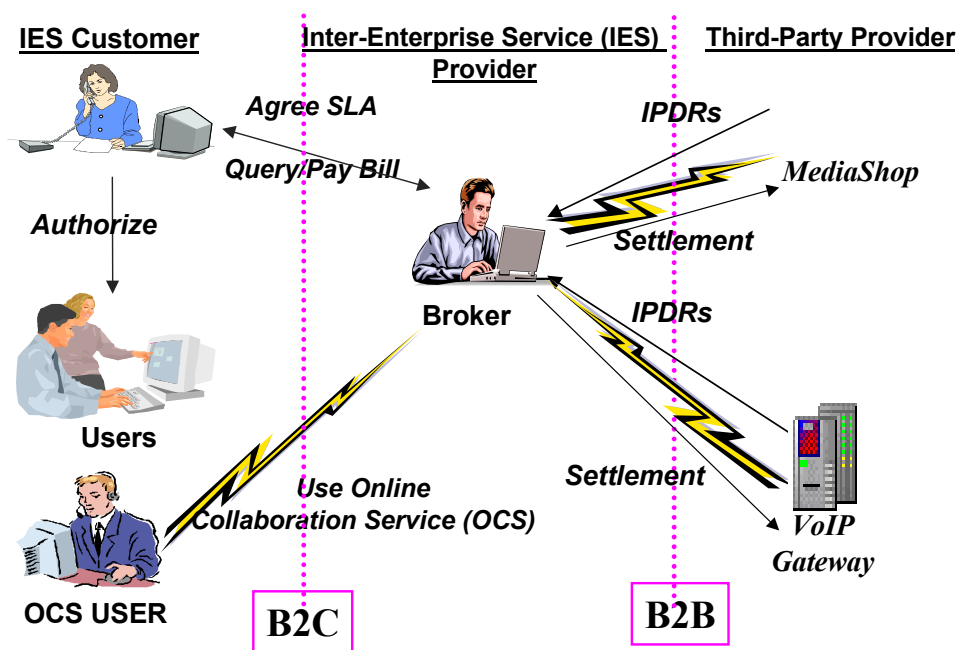 IES Customer
Inter-Enterprise Service (IES)
Provider
Third-Party Provider
Agree SLA
Query/Pay Bill
Authorize
IPDRs
MediaShop
Settlement
Broker
IPDRs
Users
Settlement
Use Online
Collaboration Service (OCS)
VoIP
Gateway
OCS USER
B2C
B2B